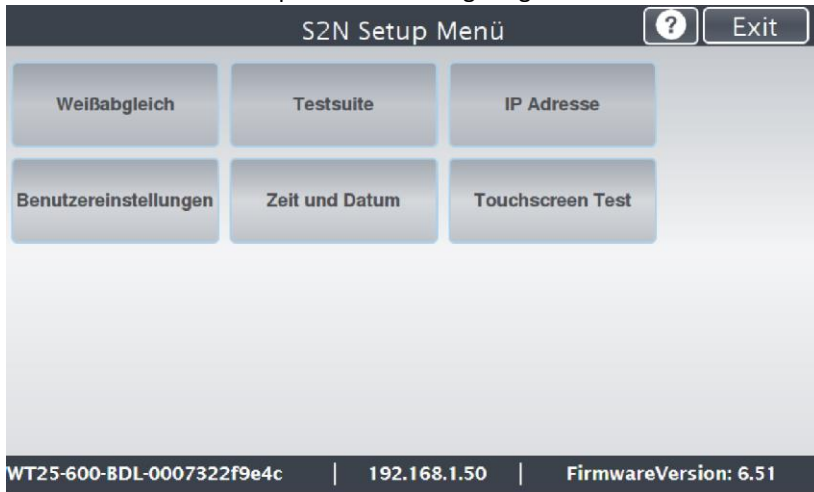 S2N Setup Menü ? Exit
Weißabgleich Testsuite IP Adresse
Benutzereinstellungen Zeit und Datum Touchscreen Test
WT25-600-BDL-0007322f9e4c | 192.168.1.50 | FirmwareVersion: 6.51